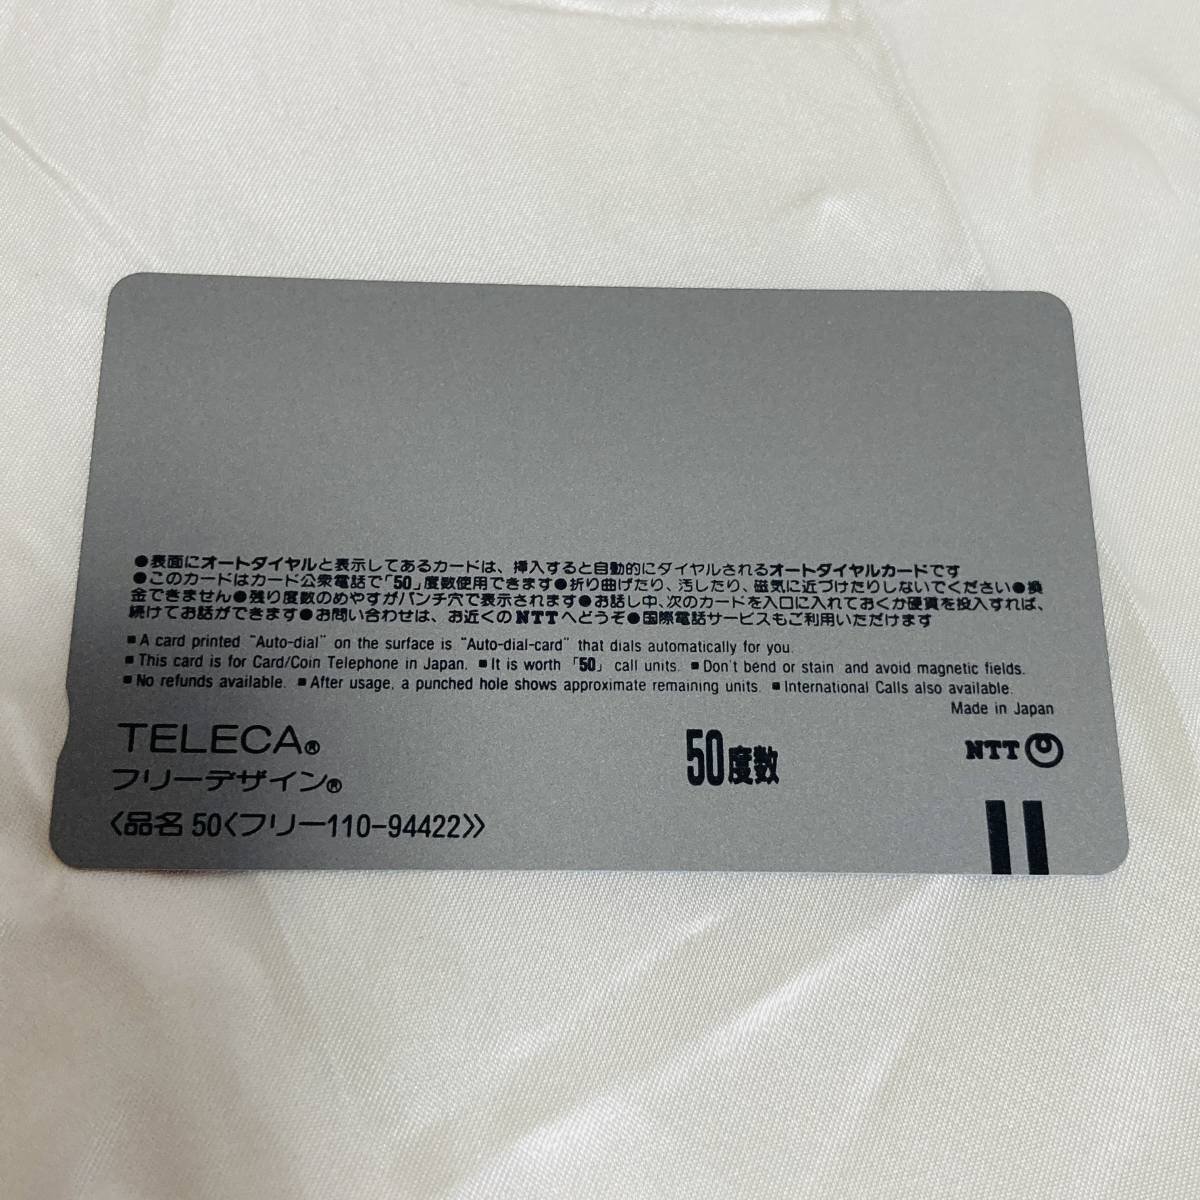 ●表面にオートダイヤルと表示してあるカードは、挿入すると自動的にダイヤルされるオートダイヤルカードです
●このカードはカード公衆電話で「50」度数使用できます●折り曲げたり、汚したり、磁気に近づけたりしないでください●換
金できません●残り度数のめやすがパンチ穴で表示されます●お話し中、次のカードを入口に入れておくか硬貨を投入すれば、
続けてお話ができます●お問い合わせは、お近くのNTTへどうぞ●国際電話サービスもご利用いただけます
■A card printed "Auto-dial" on the surface is "Auto-dial-card" that dials automatically for you.
■This card is for Card/Coin Telephone in Japan. ■It is worth 「50」 call units. ■Don't bend or stain and avoid magnetic fields.
■No refunds available. ■After usage, a punched hole shows approximate remaining units. ■International Calls also available.
Made in Japan
TELECA®
フリーデザイン®
〈品名 50〈フリー110-94422〉〉
50度数
NTT